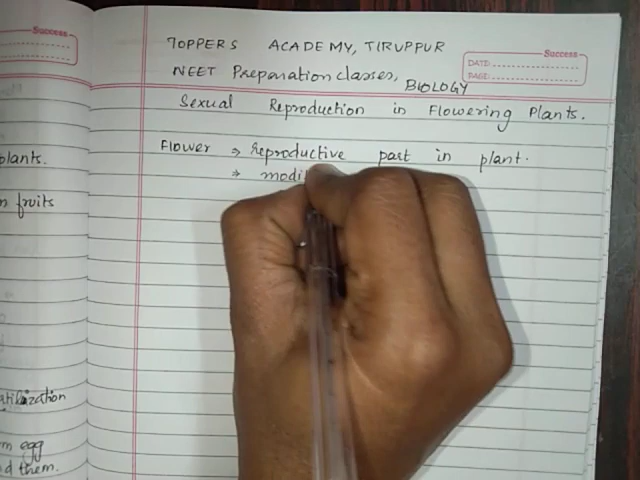 Success
TOPPERS ACADEMY, TIRUPPUR
Success
DATE:
PAGE:
NEET Preparation classes, BIOLOGY
Sexual Reproduction in Flowering Plants.
Flower → Reproductive part in plant.
→ modi
plants.
fruits
egg
them.